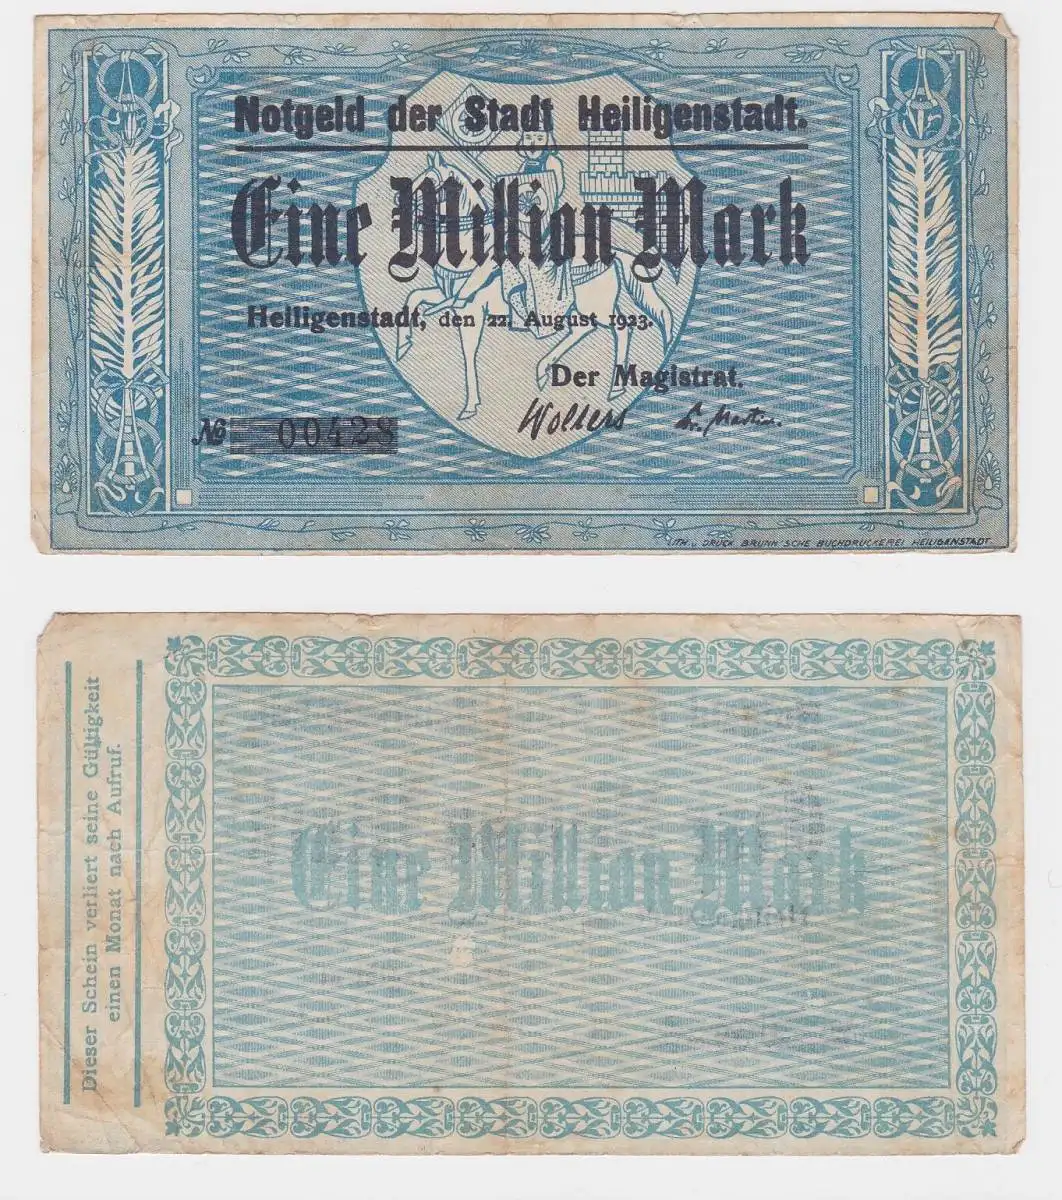 Notgeld der Stadt Heiligenstadt.
Eine Million Mark
Heiligenstadt, den 22. August 1923.
Der Magistrat.
Wolters
№ 00428
LITH. u. DRUCK BRUNN'SCHE BUCHDRUCKEREI HEILIGENSTADT.
Dieser Schein verliert seine Gültigkeit
einen Monat nach Aufruf.
Eine Million Mark